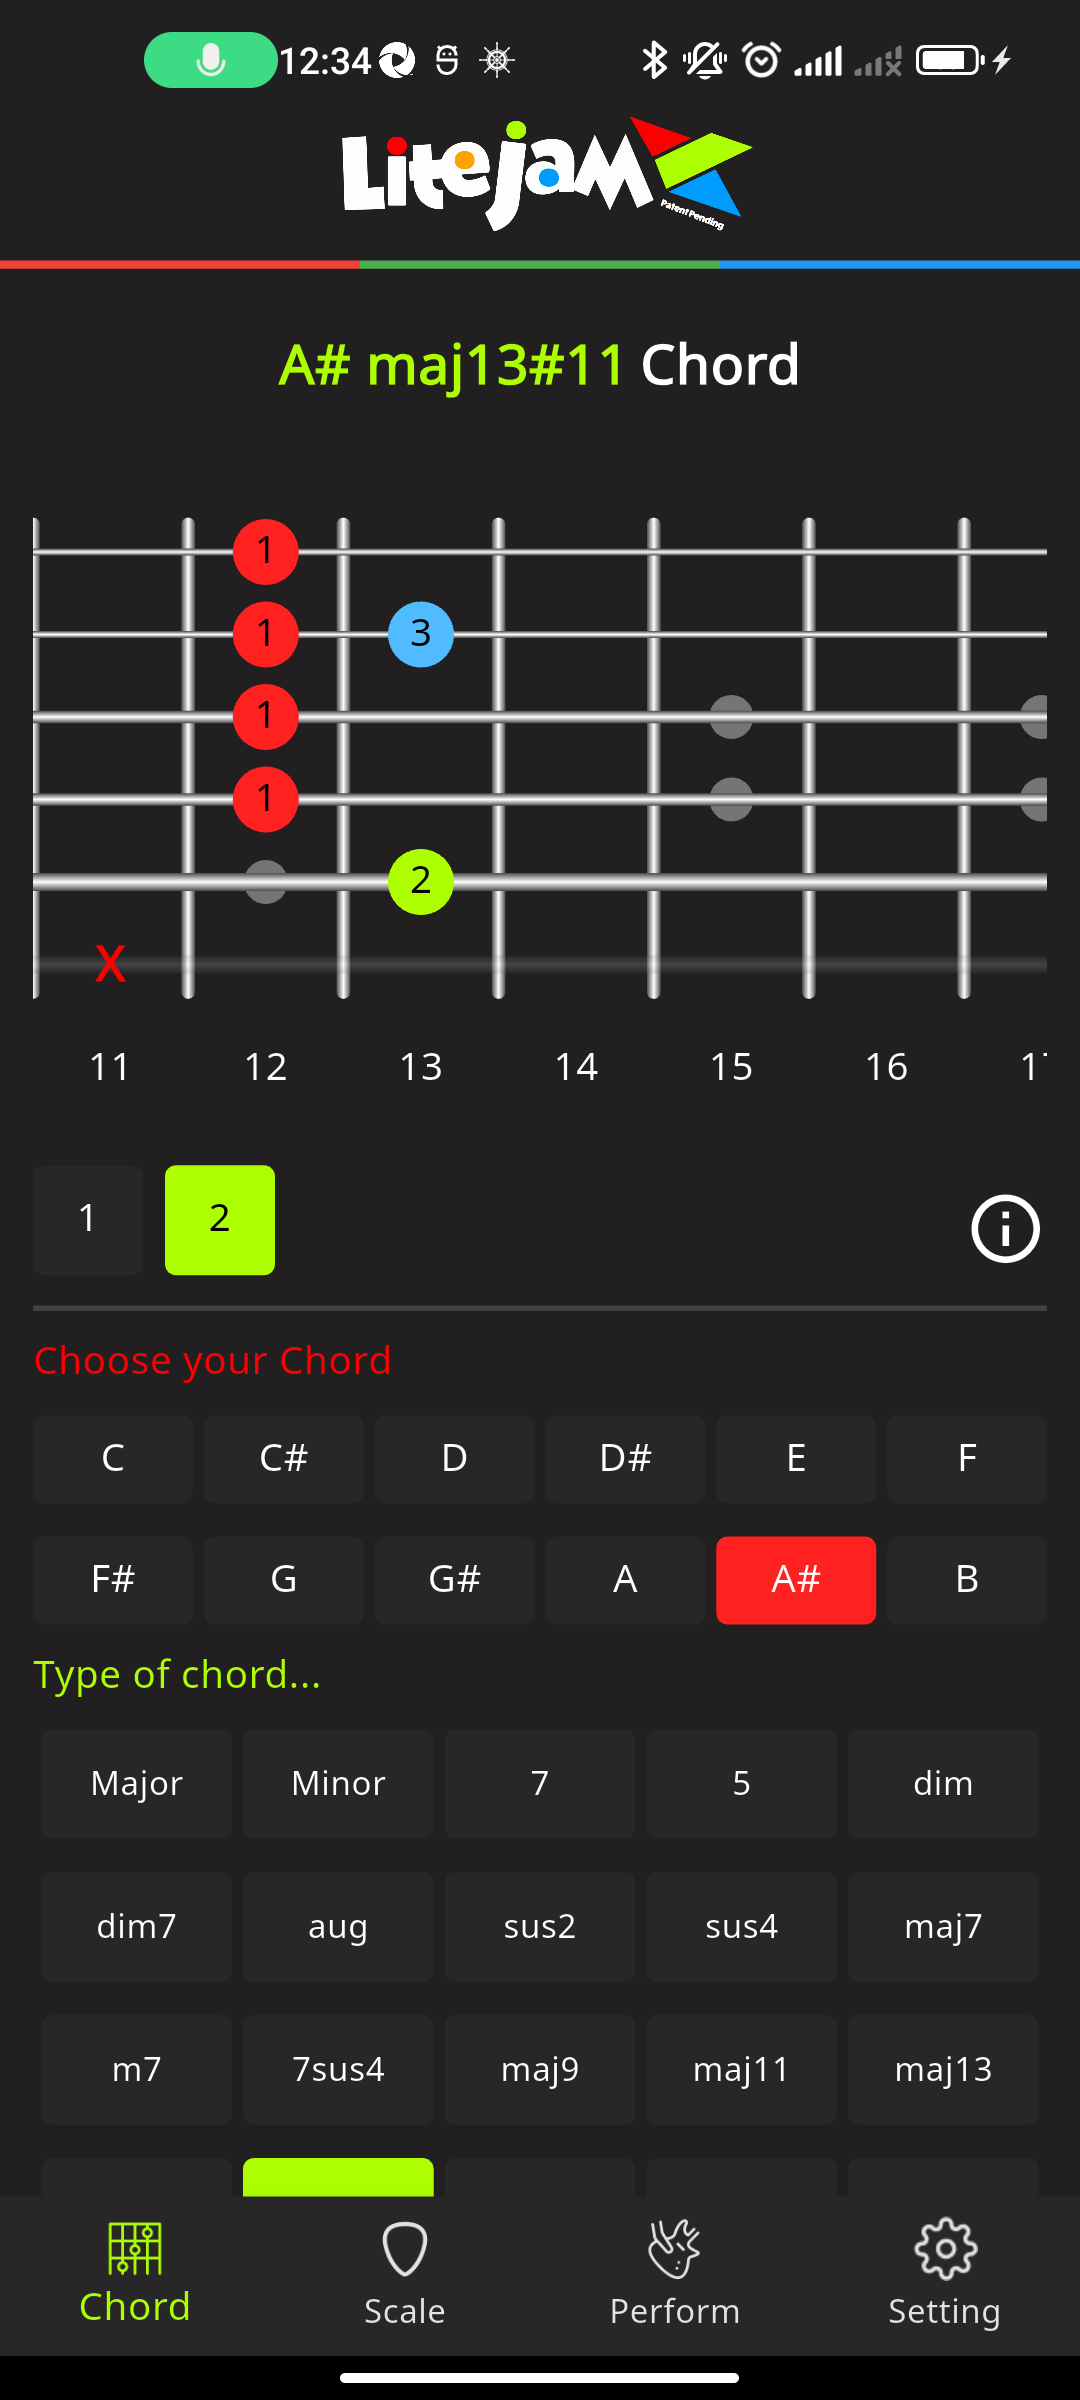 12:34
Litejam
Patent Pending
A# maj13#11 Chord
1
1 3
1
1
2
X
11 12 13 14 15 16 1
1 2
Choose your Chord
C C# D D# E F
F# G G# A A# B
Type of chord...
Major Minor 7 5 dim
dim7 aug sus2 sus4 maj7
m7 7sus4 maj9 maj11 maj13
Chord Scale Perform Setting